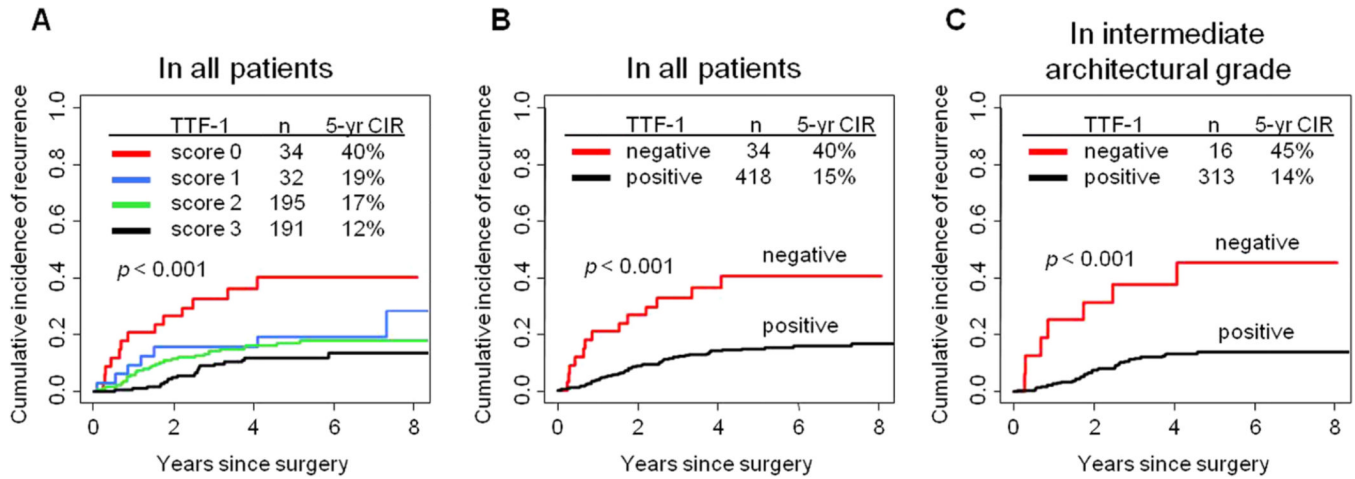 A
In all patients
Cumulative incidence of recurrence
1.0
0.8
0.6
0.4
0.2
0.0
TTF-1 n 5-yr CIR
score 0 34 40%
score 1 32 19%
score 2 195 17%
score 3 191 12%
p < 0.001
0 2 4 6 8
Years since surgery
B
In all patients
Cumulative incidence of recurrence
1.0
0.8
0.6
0.4
0.2
0.0
TTF-1 n 5-yr CIR
negative 34 40%
positive 418 15%
p < 0.001
negative
positive
0 2 4 6 8
Years since surgery
C
In intermediate
architectural grade
Cumulative incidence of recurrence
1.0
0.8
0.6
0.4
0.2
0.0
TTF-1 n 5-yr CIR
negative 16 45%
positive 313 14%
p < 0.001
negative
positive
0 2 4 6 8
Years since surgery